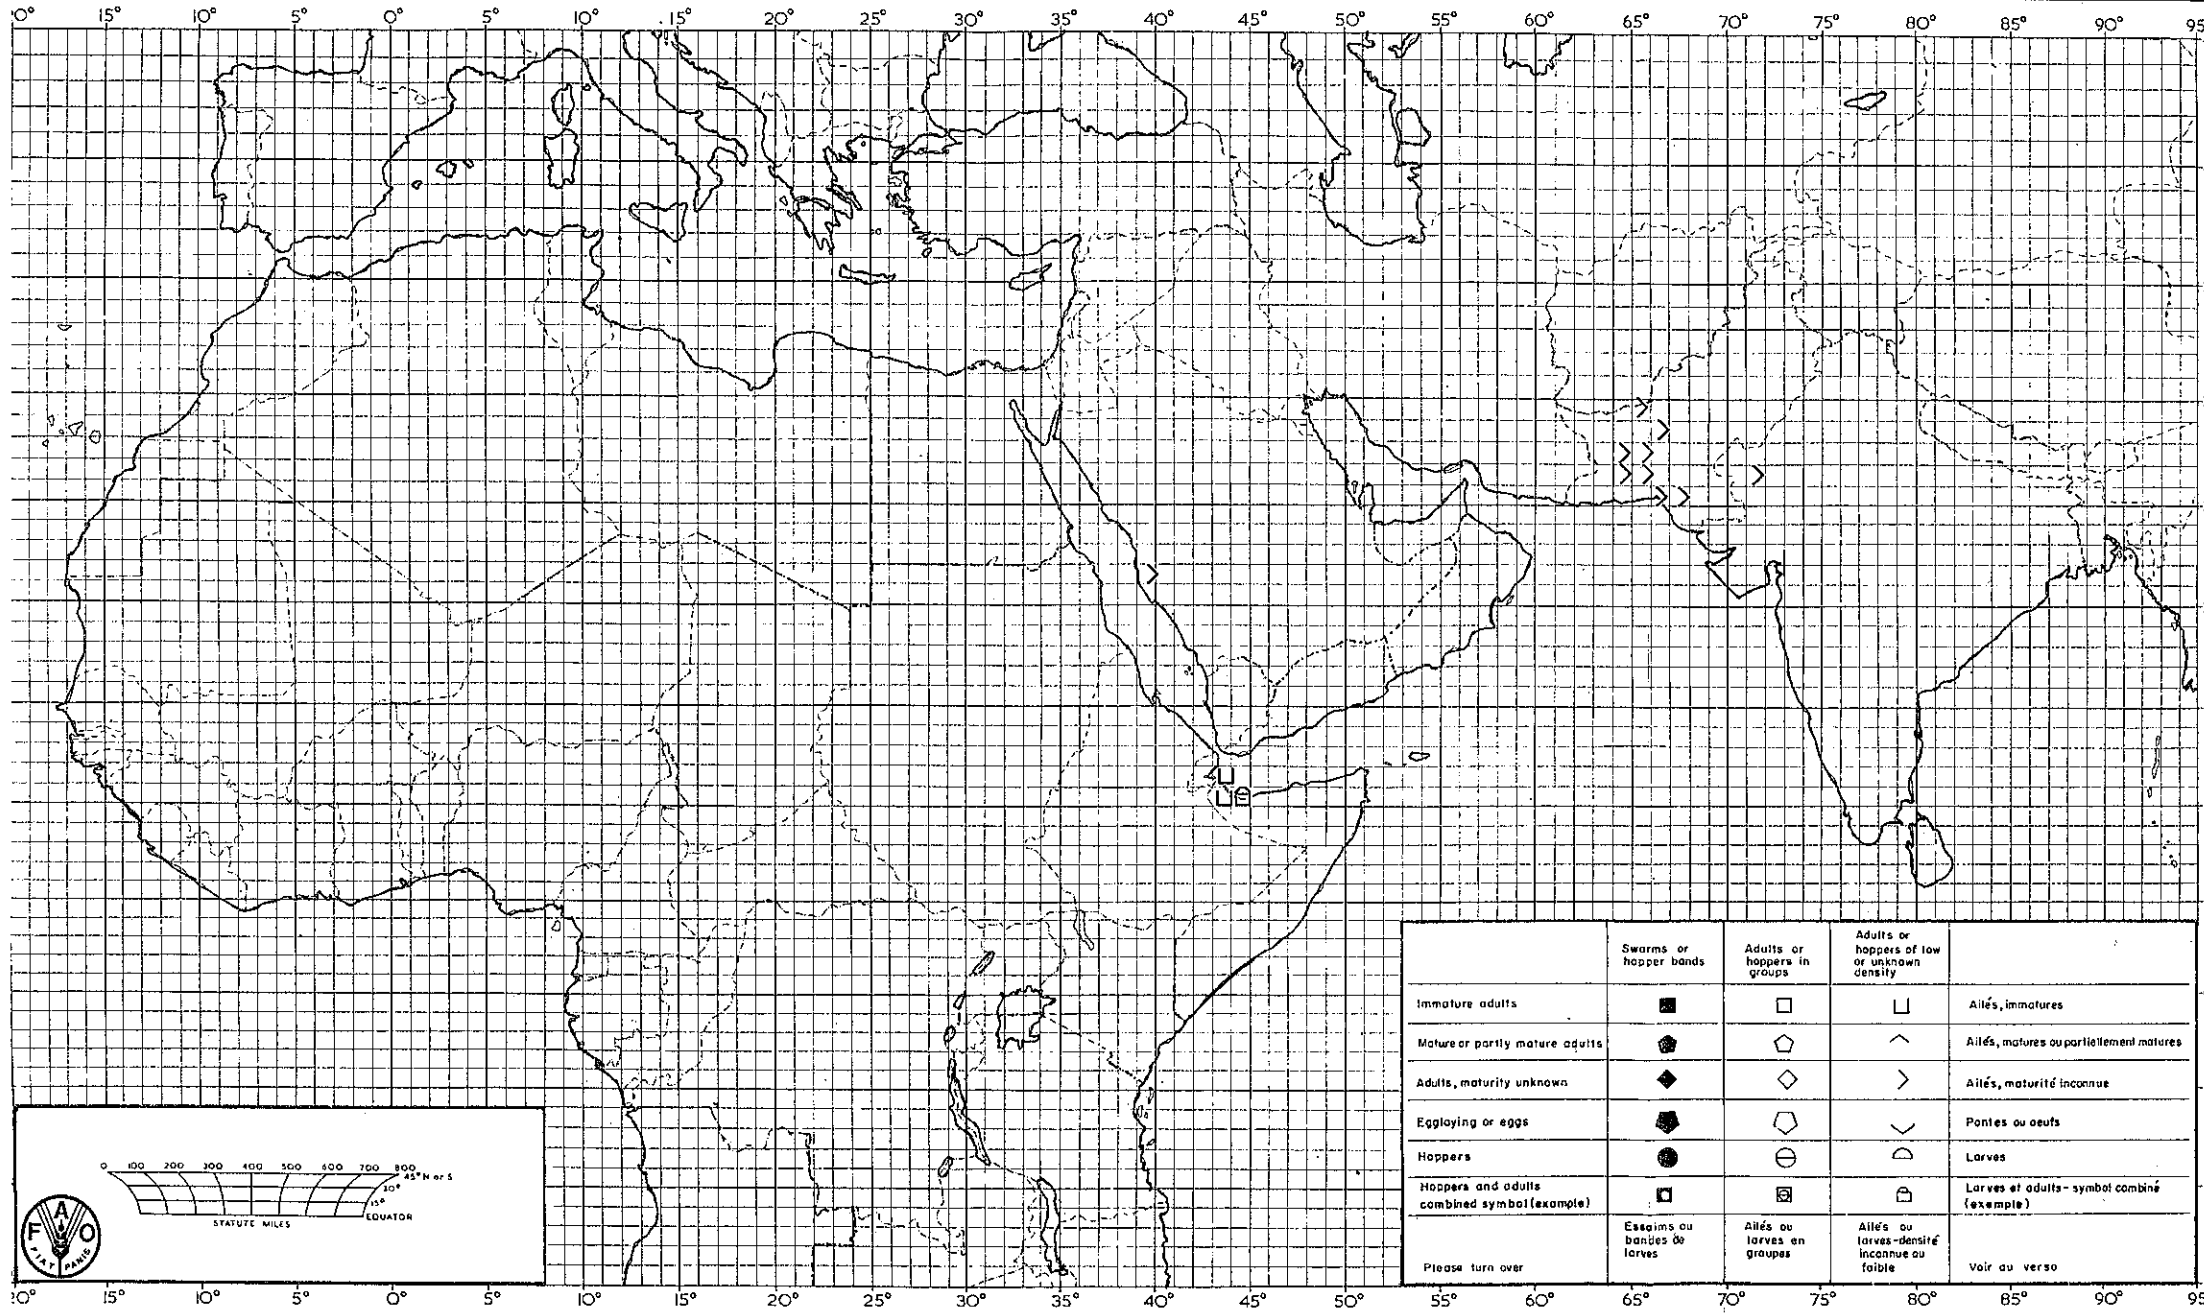 0° 15° 10° 5° 0° 5° 10° 15° 20° 25° 30° 35° 40° 45° 50° 55° 60° 65° 70° 75° 80° 85° 90° 95
Swarms or
hopper bands
Adults or
hoppers in
groups
Adults or
hoppers of low
or unknown
density
Immature adults
Ailés, immatures
Mature or partly mature adults
Ailés, matures ou partiellement matures
Adults, maturity unknown
Ailés, maturité inconnue
Egglaying or eggs
Pontes ou oeufs
Hoppers
Larves
Hoppers and adults
combined symbol (example)
Larves et adults - symbol combiné
(exemple)
Essaims ou
bandes de
larves
Ailés ou
larves en
groupes
Ailés ou
larves-densité
inconnue ou
faible
Please turn over
Voir au verso
0 100 200 300 400 500 600 700 800
45° N or S
30°
15°
EQUATOR
STATUTE MILES
F A O
FIAT PANIS
0° 15° 10° 5° 0° 5° 10° 15° 20° 25° 30° 35° 40° 45° 50° 55° 60° 65° 70° 75° 80° 85° 90° 95